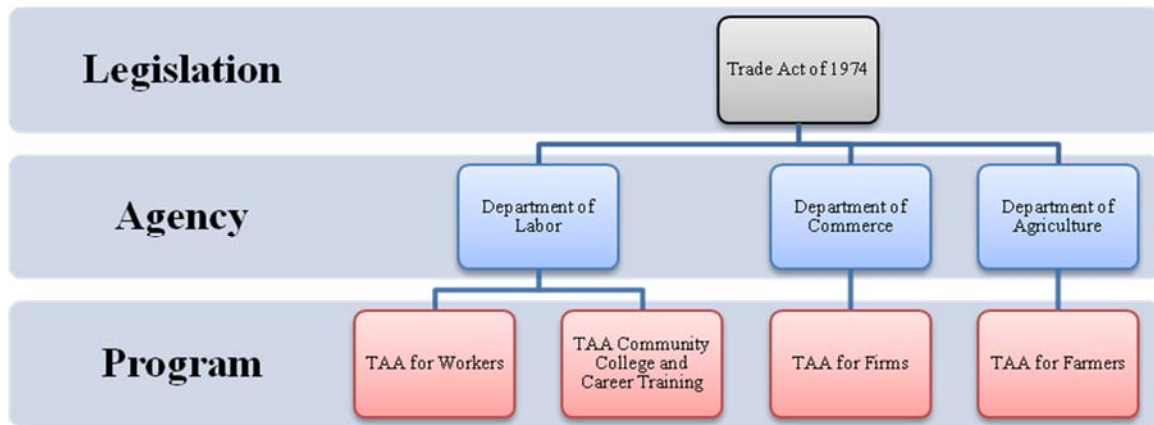 Legislation
Trade Act of 1974
Agency
Department of
Labor
Department of
Commerce
Department of
Agriculture
Program
TAA for Workers
TAA Community
College and
Career Training
TAA for Firms
TAA for Farmers